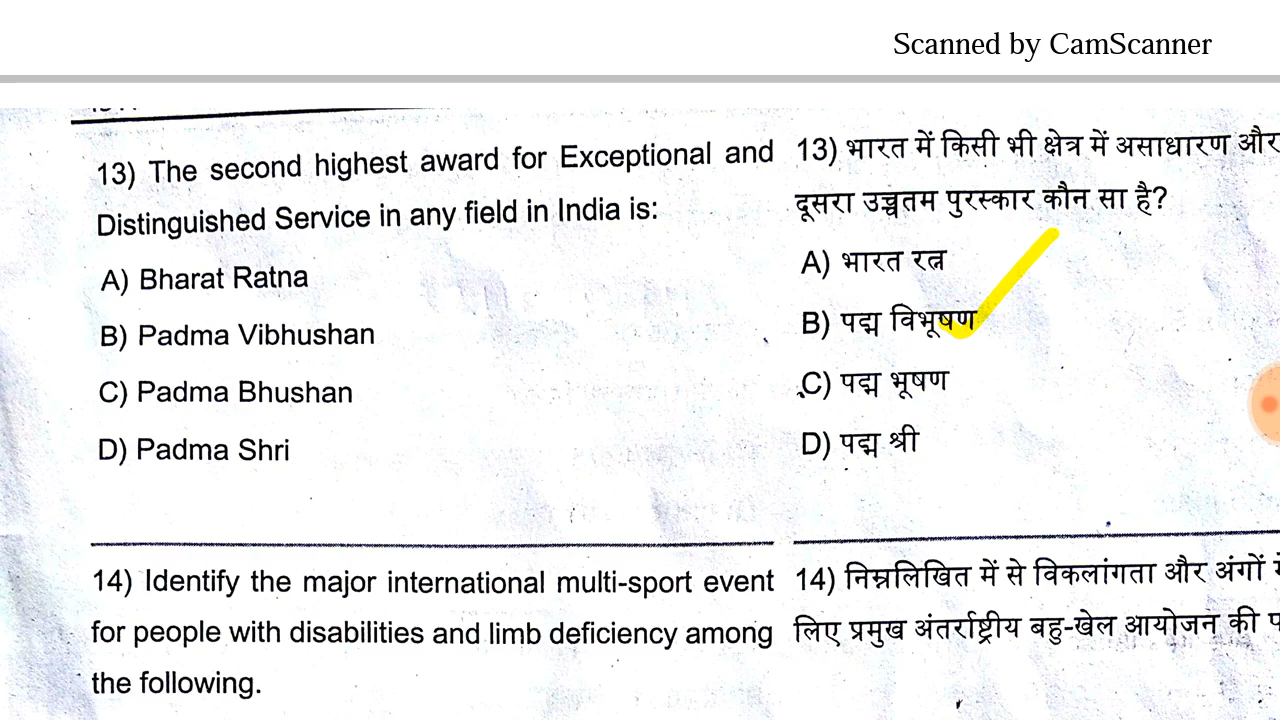 Scanned by CamScanner
13) The second highest award for Exceptional and
Distinguished Service in any field in India is:
A) Bharat Ratna
B) Padma Vibhushan
C) Padma Bhushan
D) Padma Shri
14) Identify the major international multi-sport event
for people with disabilities and limb deficiency among
the following.
13) भारत में किसी भी क्षेत्र में असाधारण और
दूसरा उच्चतम पुरस्कार कौन सा है?
A) भारत रत्न
B) पद्म विभूषण
C) पद्म भूषण
D) पद्म श्री
14) निम्नलिखित में से विकलांगता और अंगों
लिए प्रमुख अंतर्राष्ट्रीय बहु-खेल आयोजन की